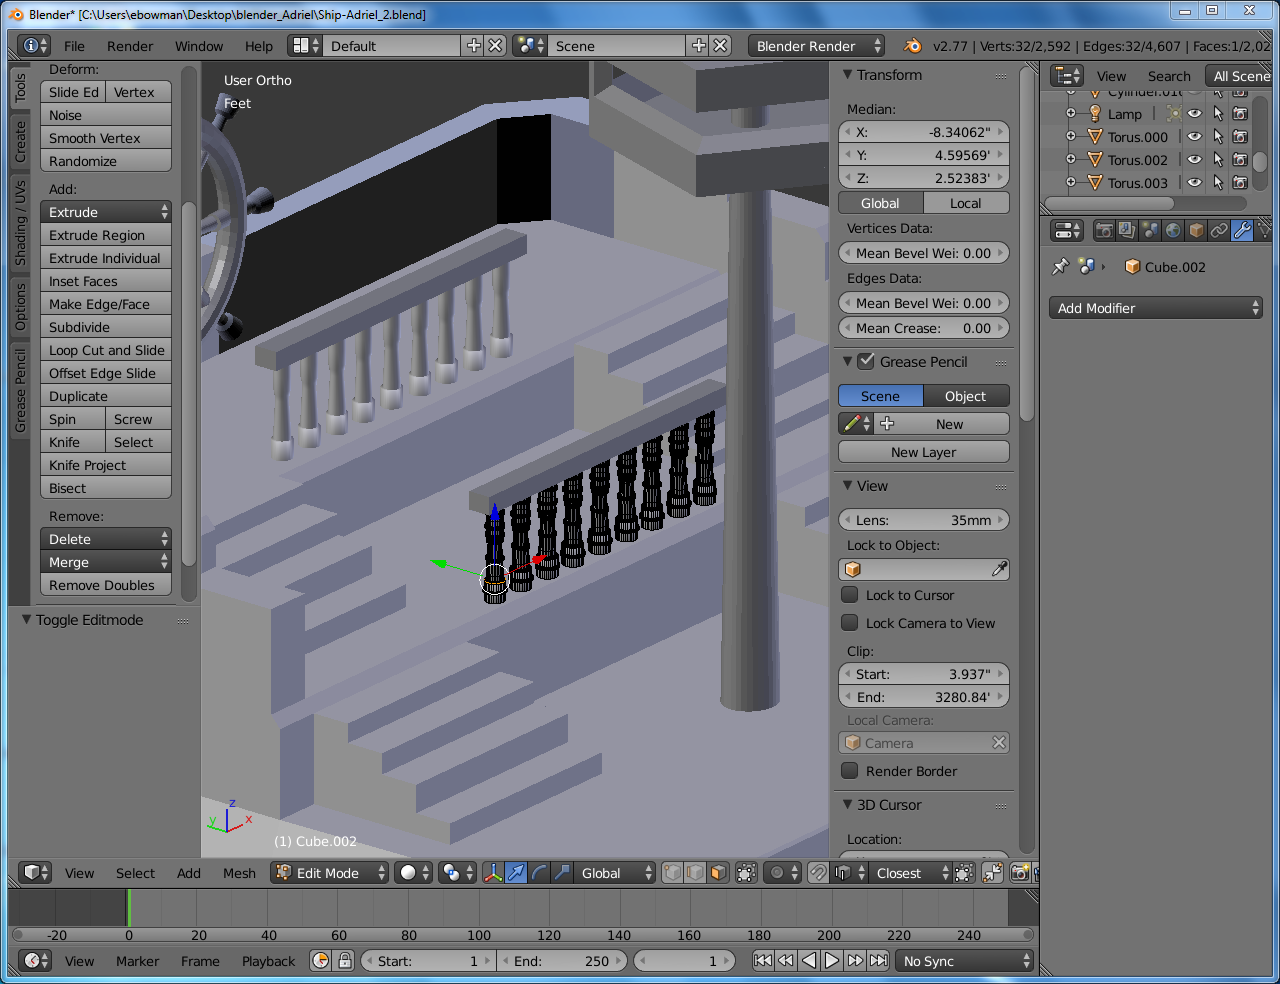 Blender* [C:\Users\ebowman\Desktop\blender_Adriel\Ship-Adriel_2.blend]
File Render Window Help Default Scene Blender Render v2.77 | Verts:32/2,592 | Edges:32/4,607 | Faces:1/2,02
Tools
Create
Shading / UVs
Options
Grease Pencil
Deform:
Slide Ed Vertex
Noise
Smooth Vertex
Randomize
Add:
Extrude
Extrude Region
Extrude Individual
Inset Faces
Make Edge/Face
Subdivide
Loop Cut and Slide
Offset Edge Slide
Duplicate
Spin Screw
Knife Select
Knife Project
Bisect
Remove:
Delete
Merge
Remove Doubles
Toggle Editmode
User Ortho
Feet
z
y x
(1) Cube.002
Transform
Median:
X: -8.34062"
Y: 4.59569'
Z: 2.52383'
Global Local
Vertices Data:
Mean Bevel Wei: 0.00
Edges Data:
Mean Bevel Wei: 0.00
Mean Crease: 0.00
Grease Pencil
Scene Object
New
New Layer
View
Lens: 35mm
Lock to Object:
Lock to Cursor
Lock Camera to View
Clip:
Start: 3.937"
End: 3280.84'
Local Camera:
Camera
Render Border
3D Cursor
Location:
View Search All Scene
Lamp
Torus.000
Torus.002
Torus.003
Cube.002
Add Modifier
View Select Add Mesh Edit Mode Global Closest
-20 0 20 40 60 80 100 120 140 160 180 200 220 240
View Marker Frame Playback Start: 1 End: 250 1 No Sync